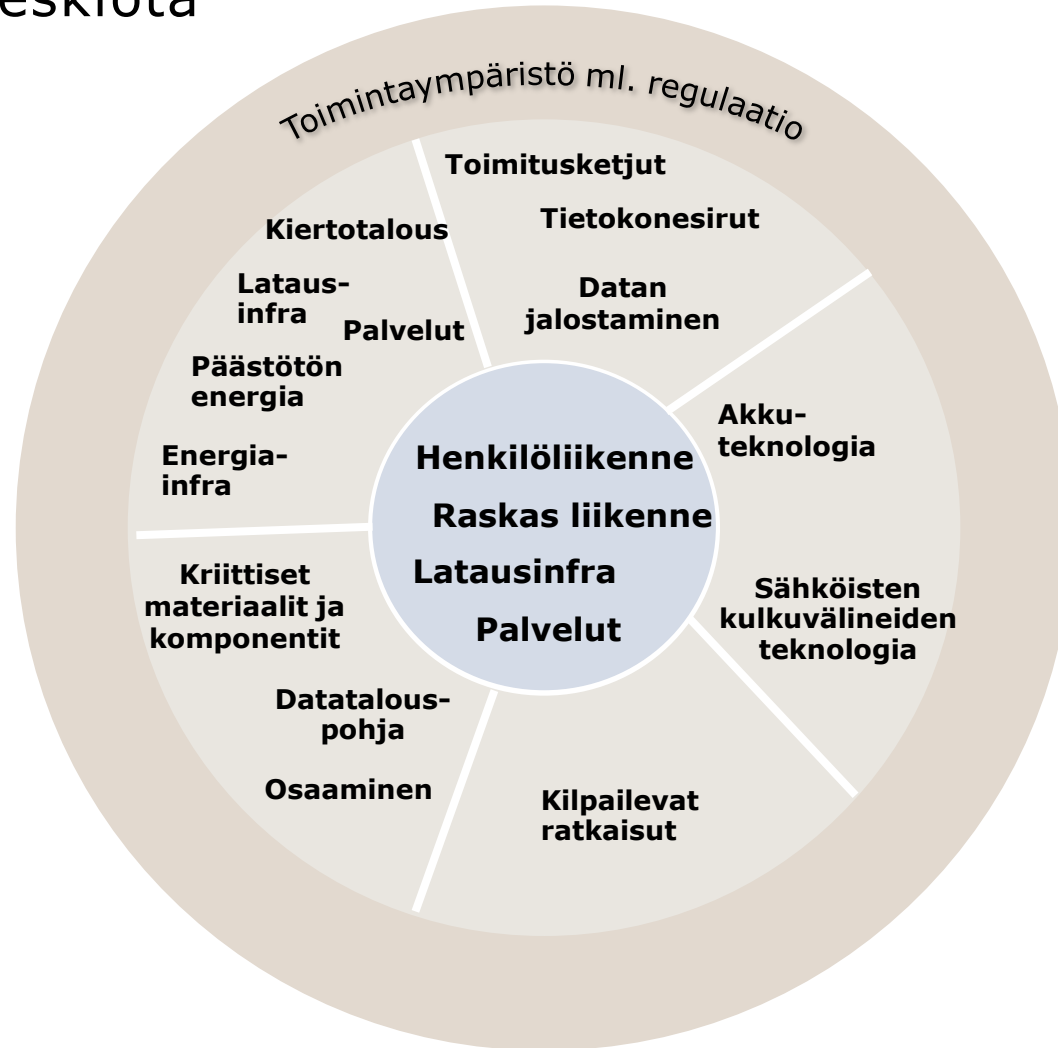 Toimintaympäristö ml. regulaatio
Toimitusketjut
Tietokonesirut
Datan
jalostaminen
Akku-
teknologia
Sähköisten
kulkuvälineiden
teknologia
Kilpailevat
ratkaisut
Kriittiset
materiaalit ja
komponentit
Datatalous-
pohja
Osaaminen
Kiertotalous
Lataus-
infra
Palvelut
Päästötön
energia
Energia-
infra
Henkilöliikenne
Raskas liikenne
Latausinfra
Palvelut